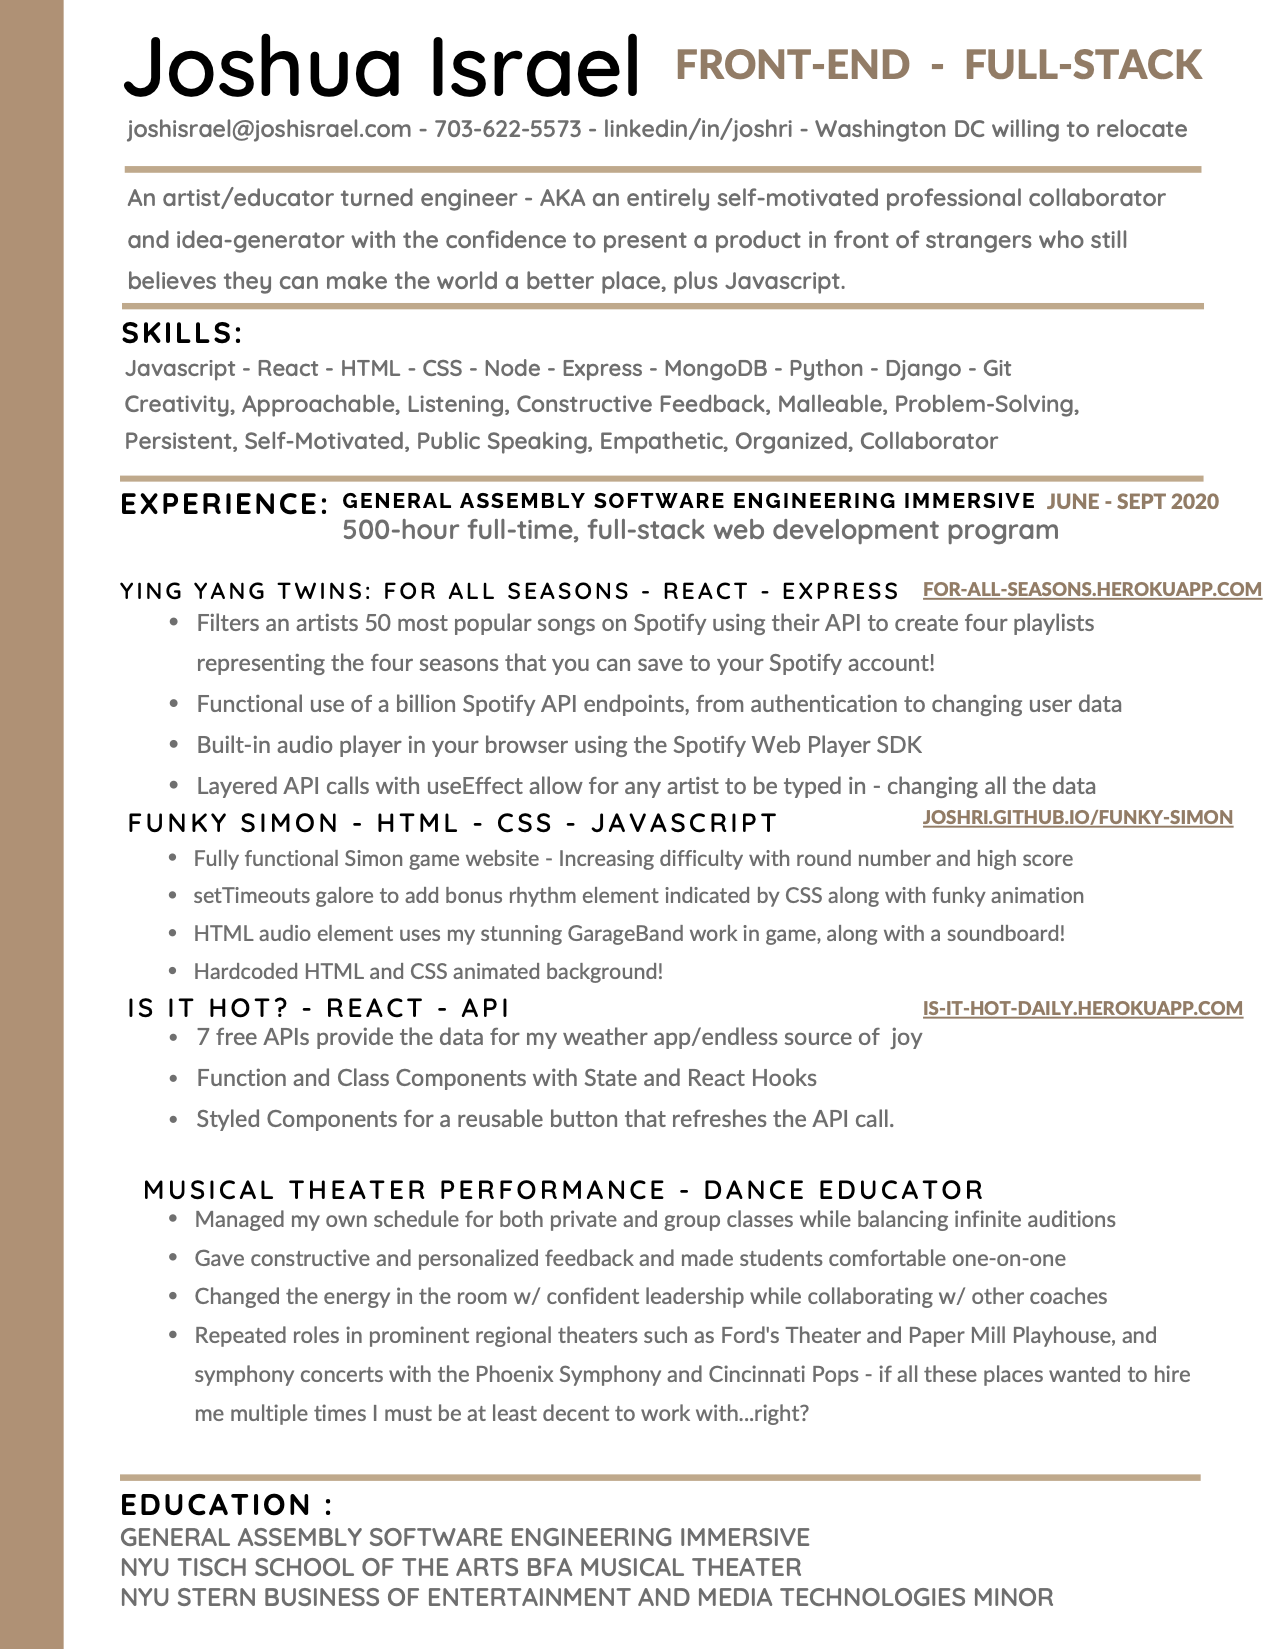 Joshua Israel FRONT-END - FULL-STACK
joshisrael@joshisrael.com - 703-622-5573 - linkedin/in/joshri - Washington DC willing to relocate
An artist/educator turned engineer - AKA an entirely self-motivated professional collaborator
and idea-generator with the confidence to present a product in front of strangers who still
believes they can make the world a better place, plus Javascript.
SKILLS:
Javascript - React - HTML - CSS - Node - Express - MongoDB - Python - Django - Git
Creativity, Approachable, Listening, Constructive Feedback, Malleable, Problem-Solving,
Persistent, Self-Motivated, Public Speaking, Empathetic, Organized, Collaborator
EXPERIENCE: GENERAL ASSEMBLY SOFTWARE ENGINEERING IMMERSIVE JUNE - SEPT 2020
500-hour full-time, full-stack web development program
YING YANG TWINS: FOR ALL SEASONS - REACT - EXPRESS FOR-ALL-SEASONS.HEROKUAPP.COM
• Filters an artists 50 most popular songs on Spotify using their API to create four playlists
representing the four seasons that you can save to your Spotify account!
• Functional use of a billion Spotify API endpoints, from authentication to changing user data
• Built-in audio player in your browser using the Spotify Web Player SDK
• Layered API calls with useEffect allow for any artist to be typed in - changing all the data
FUNKY SIMON - HTML - CSS - JAVASCRIPT JOSHRI.GITHUB.IO/FUNKY-SIMON
• Fully functional Simon game website - Increasing difficulty with round number and high score
• setTimeouts galore to add bonus rhythm element indicated by CSS along with funky animation
• HTML audio element uses my stunning GarageBand work in game, along with a soundboard!
• Hardcoded HTML and CSS animated background!
IS IT HOT? - REACT - API IS-IT-HOT-DAILY.HEROKUAPP.COM
• 7 free APIs provide the data for my weather app/endless source of joy
• Function and Class Components with State and React Hooks
• Styled Components for a reusable button that refreshes the API call.
MUSICAL THEATER PERFORMANCE - DANCE EDUCATOR
• Managed my own schedule for both private and group classes while balancing infinite auditions
• Gave constructive and personalized feedback and made students comfortable one-on-one
• Changed the energy in the room w/ confident leadership while collaborating w/ other coaches
• Repeated roles in prominent regional theaters such as Ford's Theater and Paper Mill Playhouse, and
symphony concerts with the Phoenix Symphony and Cincinnati Pops - if all these places wanted to hire
me multiple times I must be at least decent to work with...right?
EDUCATION :
GENERAL ASSEMBLY SOFTWARE ENGINEERING IMMERSIVE
NYU TISCH SCHOOL OF THE ARTS BFA MUSICAL THEATER
NYU STERN BUSINESS OF ENTERTAINMENT AND MEDIA TECHNOLOGIES MINOR